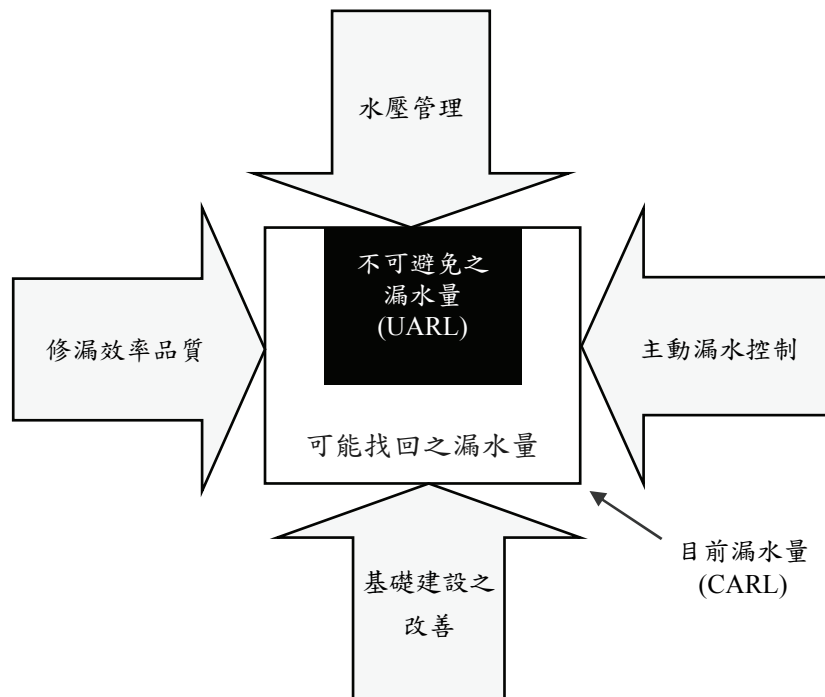 水壓管理
不可避免之
漏水量
(UARL)
修漏效率品質
主動漏水控制
可能找回之漏水量
目前漏水量
(CARL)
基礎建設之
改善